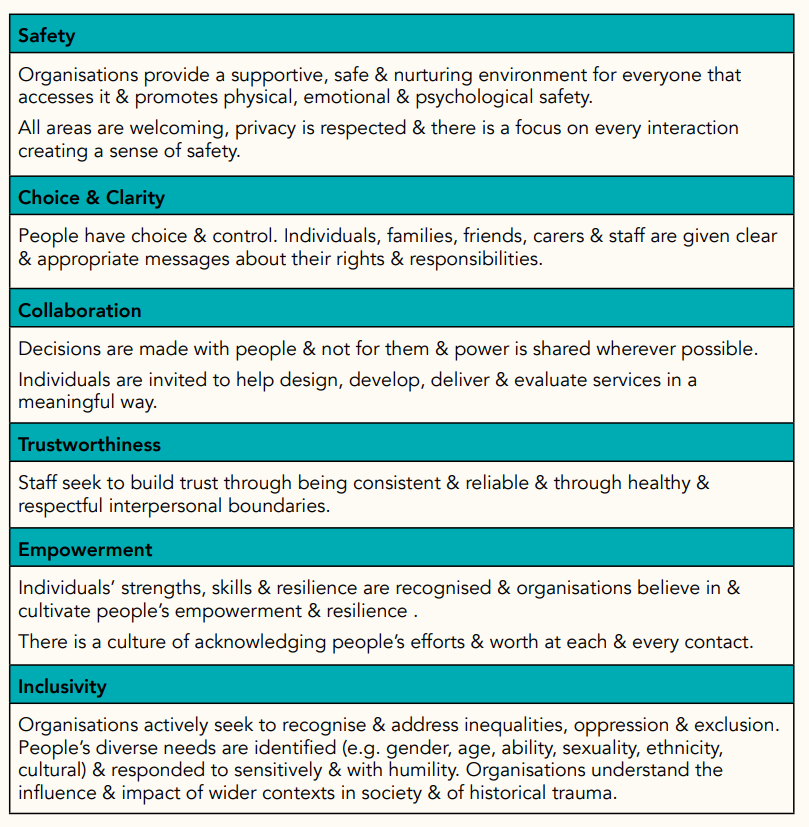 Safety
Organisations provide a supportive, safe & nurturing environment for everyone that
accesses it & promotes physical, emotional & psychological safety.
All areas are welcoming, privacy is respected & there is a focus on every interaction
creating a sense of safety.
Choice & Clarity
People have choice & control. Individuals, families, friends, carers & staff are given clear
& appropriate messages about their rights & responsibilities.
Collaboration
Decisions are made with people & not for them & power is shared wherever possible.
Individuals are invited to help design, develop, deliver & evaluate services in a
meaningful way.
Trustworthiness
Staff seek to build trust through being consistent & reliable & through healthy &
respectful interpersonal boundaries.
Empowerment
Individuals’ strengths, skills & resilience are recognised & organisations believe in &
cultivate people’s empowerment & resilience .
There is a culture of acknowledging people’s efforts & worth at each & every contact.
Inclusivity
Organisations actively seek to recognise & address inequalities, oppression & exclusion.
People’s diverse needs are identified (e.g. gender, age, ability, sexuality, ethnicity,
cultural) & responded to sensitively & with humility. Organisations understand the
influence & impact of wider contexts in society & of historical trauma.